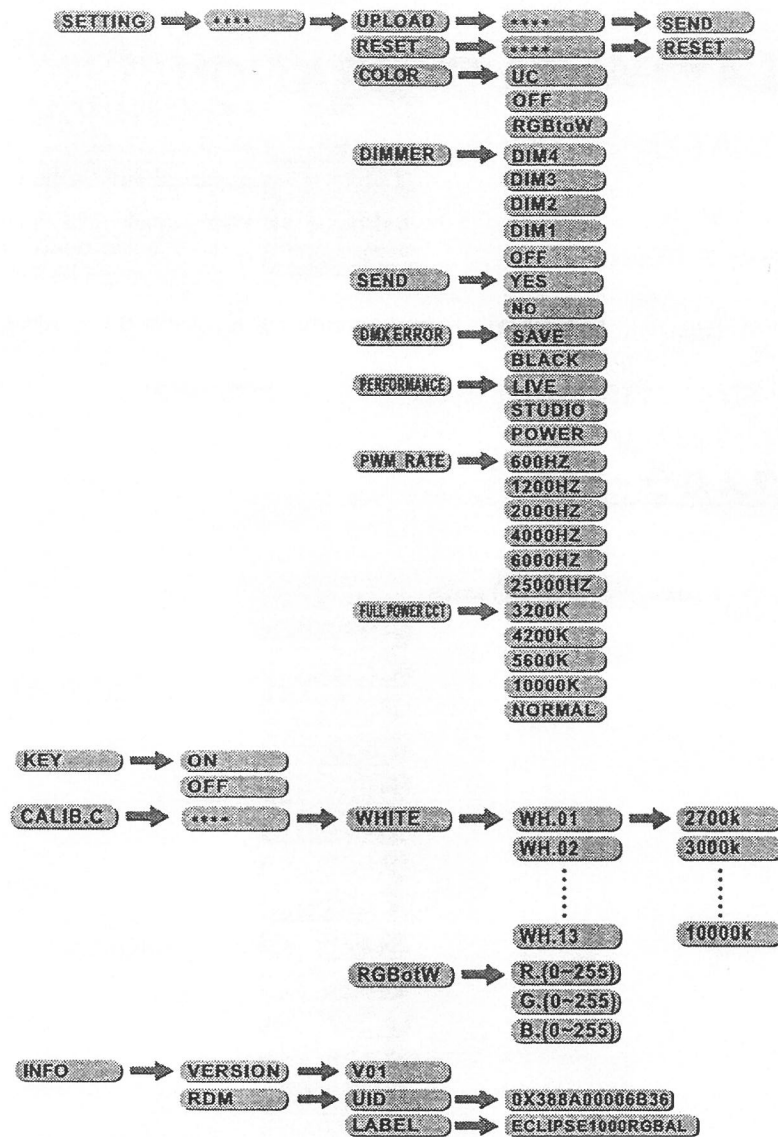 SETTING **** UPLOAD **** SEND
RESET **** RESET
COLOR UC
OFF
RGBtoW
DIMMER DIM4
DIM3
DIM2
DIM1
OFF
SEND YES
NO
DMX ERROR SAVE
BLACK
PERFORMANCE LIVE
STUDIO
POWER
PWM_RATE 600HZ
1200HZ
2000HZ
4000HZ
6000HZ
25000HZ
FULL POWER CCT 3200K
4200K
5600K
10000K
NORMAL
KEY ON
OFF
CALIB.C **** WHITE WH.01 2700k
WH.02 3000k
WH.13 10000k
RGBotW R.(0~255)
G.(0~255)
B.(0~255)
INFO VERSION V01
RDM UID 0X388A00006B36
LABEL ECLIPSE1000RGBAL